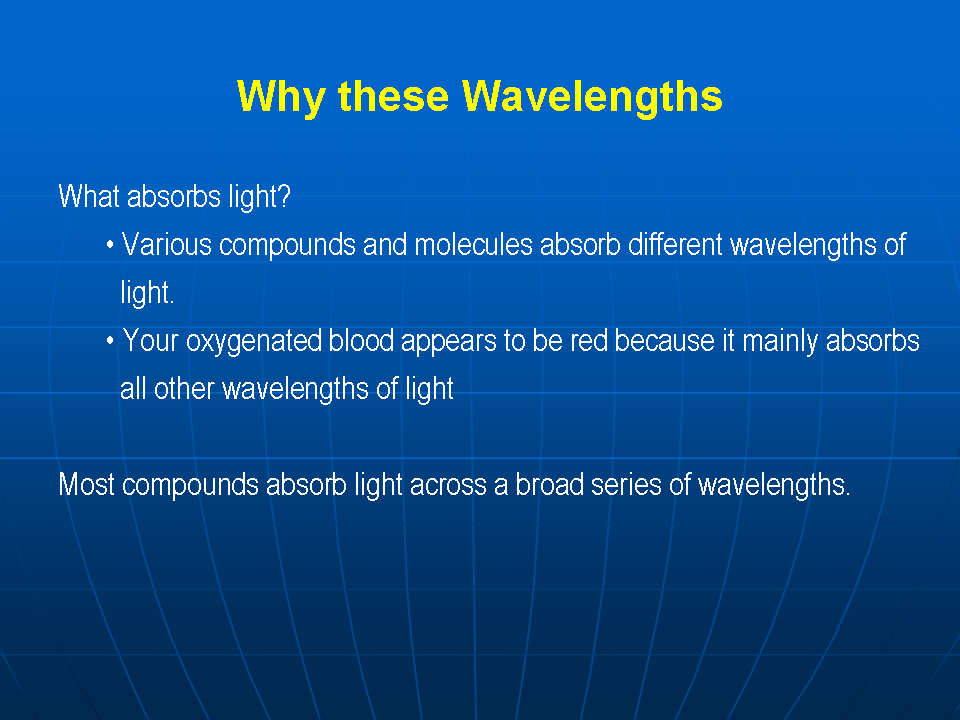 Why these Wavelengths
What absorbs light?
• Various compounds and molecules absorb different wavelengths of
light.
• Your oxygenated blood appears to be red because it mainly absorbs
all other wavelengths of light
Most compounds absorb light across a broad series of wavelengths.